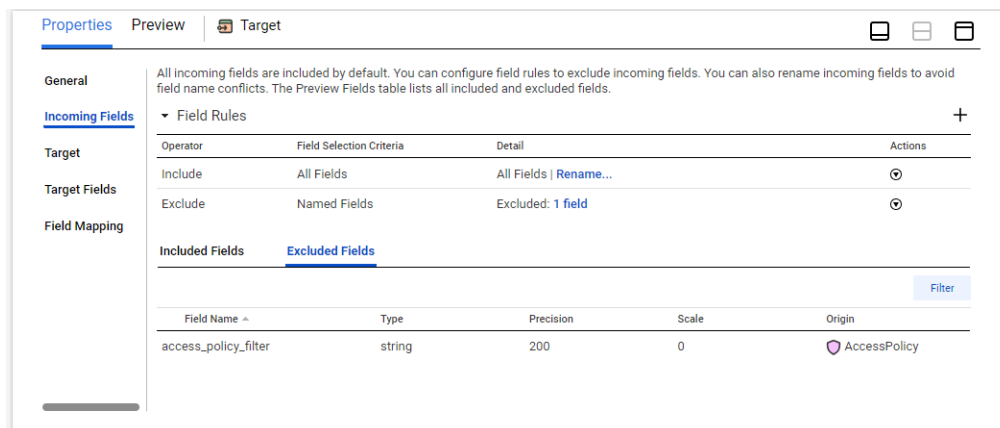 Properties Preview Target
General
Incoming Fields
Target
Target Fields
Field Mapping
All incoming fields are included by default. You can configure field rules to exclude incoming fields. You can also rename incoming fields to avoid
field name conflicts. The Preview Fields table lists all included and excluded fields.
Field Rules
Operator Field Selection Criteria Detail Actions
Include All Fields All Fields | Rename...
Exclude Named Fields Excluded: 1 field
Included Fields Excluded Fields
Filter
Field Name Type Precision Scale Origin
access_policy_filter string 200 0 AccessPolicy